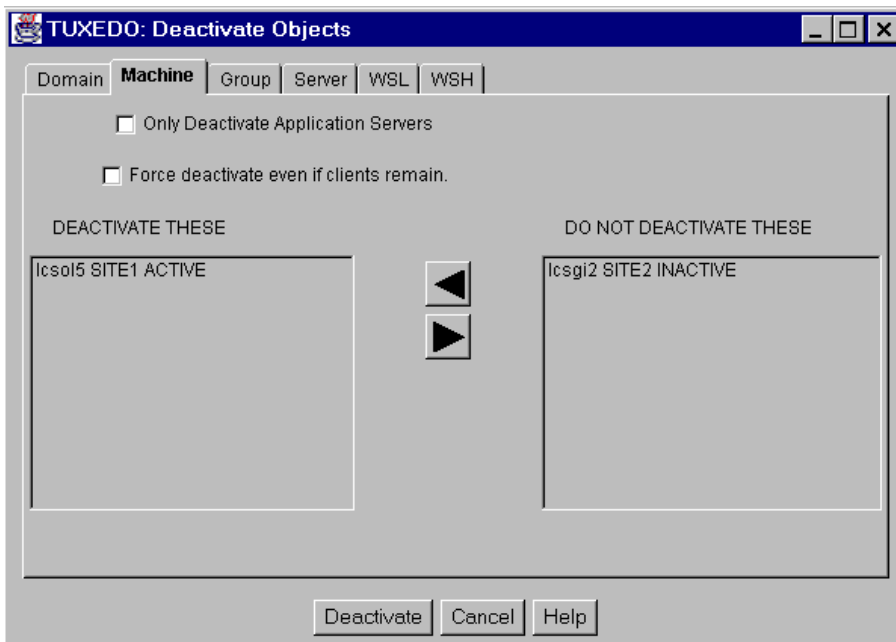 TUXEDO: Deactivate Objects
Domain Machine Group Server WSL WSH
Only Deactivate Application Servers
Force deactivate even if clients remain.
DEACTIVATE THESE
DO NOT DEACTIVATE THESE
lcsol5 SITE1 ACTIVE
lcsgi2 SITE2 INACTIVE
Deactivate Cancel Help